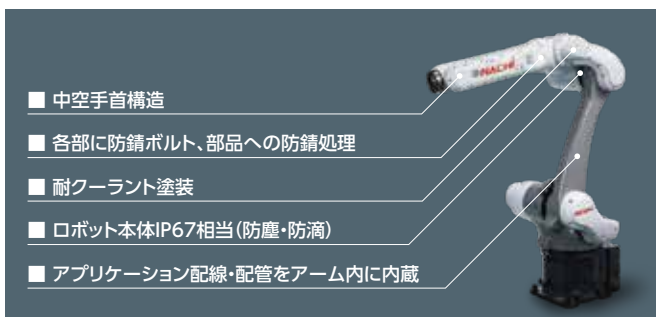 NACHI
■ 中空手首構造
■ 各部に防錆ボルト、部品への防錆処理
■ 耐クーラント塗装
■ ロボット本体IP67相当(防塵・防滴)
■ アプリケーション配線・配管をアーム内に内蔵